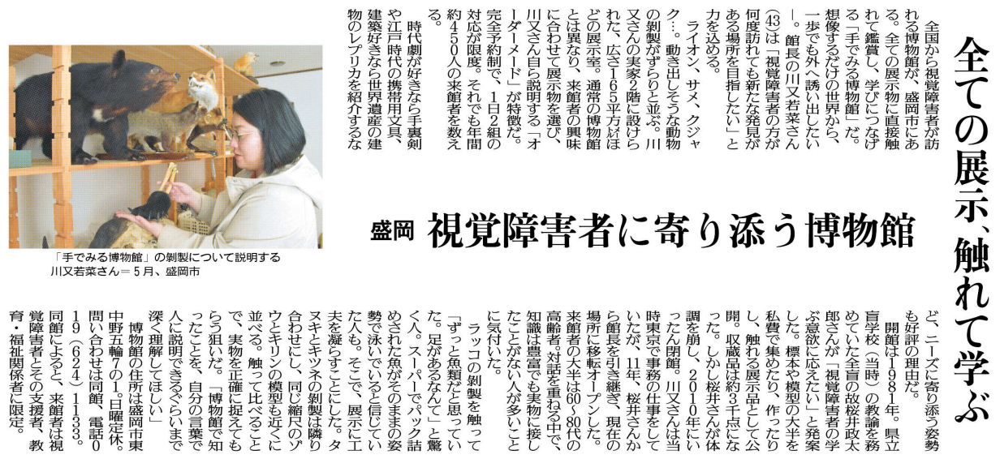 全ての展示、触れて学ぶ
盛岡 視覚障害者に寄り添う博物館
全国から視覚障害者が訪
れる博物館が、盛岡市にあ
る。全ての展示物に直接触
れて鑑賞し、学びにつなげ
る「手でみる博物館」だ。
想像するだけの世界から、
一歩でも外へ誘い出したい
―。館長の川又若菜さん
(43)は「視覚障害者の方が
何度訪れても新たな発見が
ある場所を目指したい」と
力を込める。
ライオン、サメ、クジャ
ク…。動き出しそうな動物
の剝製がずらりと並ぶ。川
又さんの実家2階に設けら
れた、広さ165平方㍍ほ
どの展示室。通常の博物館
とは異なり、来館者の興味
に合わせて展示物を選び、
川又さん自ら説明する「オ
ーダーメード」が特徴だ。
完全予約制で、1日2組の
対応が限度。それでも年間
約450人の来館者を数え
る。
時代劇が好きなら手裏剣
や江戸時代の携帯用文具、
建築好きなら世界遺産の建
物のレプリカを紹介するな
「手でみる博物館」の剝製について説明する
川又若菜さん＝5月、盛岡市
ど、ニーズに寄り添う姿勢
も好評の理由だ。
開館は1981年。県立
盲学校(当時)の教諭を務
めていた全盲の故桜井政太
郎さんが「視覚障害者の学
ぶ意欲に応えたい」と発案
した。標本や模型の大半を
私費で集めたり、作ったり
し、触れる展示品として公
開。収蔵品は約3千点にな
った。しかし桜井さんが体
調を崩し、2010年にい
ったん閉館。川又さんは当
時東京で事務の仕事をして
いたが、11年、桜井さんか
ら館長を引き継ぎ、現在の
場所に移転オープンした。
来館者の大半は60～80代の
高齢者。対話を重ねる中で、
知識は豊富でも実物に接し
たことがない人が多いこと
に気付いた。
ラッコの剝製を触って
「ずっと魚類だと思ってい
た。足があるなんて」と驚
く人。スーパーでパック詰
めされた魚がそのままの姿
勢で泳いでいると信じてい
た人も。そこで、展示に工
夫を凝らすことにした。タ
ヌキとキツネの剝製は隣り
合わせにし、同じ縮尺のゾ
ウとキリンの模型も近くに
並べる。触って比べること
で、実物を正確に捉えても
らう狙いだ。「博物館で知
ったことを、自分の言葉で
人に説明できるぐらいまで
深く理解してほしい」
博物館の住所は盛岡市東
中野五輪7の1。日曜定休。
問い合わせは同館、電話0
19(624)1133。
同館によると、来館者は視
覚障害者とその支援者、教
育・福祉関係者に限定。